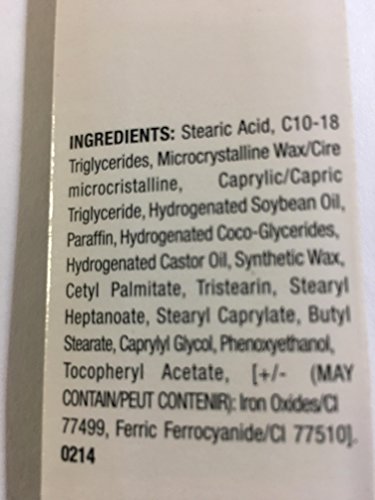 INGREDIENTS: Stearic Acid, C10-18
Triglycerides, Microcrystalline Wax/Cire
microcristalline, Caprylic/Capric
Triglyceride, Hydrogenated Soybean Oil,
Paraffin, Hydrogenated Coco-Glycerides,
Hydrogenated Castor Oil, Synthetic Wax,
Cetyl Palmitate, Tristearin, Stearyl
Heptanoate, Stearyl Caprylate, Butyl
Stearate, Caprylyl Glycol, Phenoxyethanol,
Tocopheryl Acetate, [+/- (MAY
CONTAIN/PEUT CONTENIR): Iron Oxides/CI
77499, Ferric Ferrocyanide/CI 77510].
0214